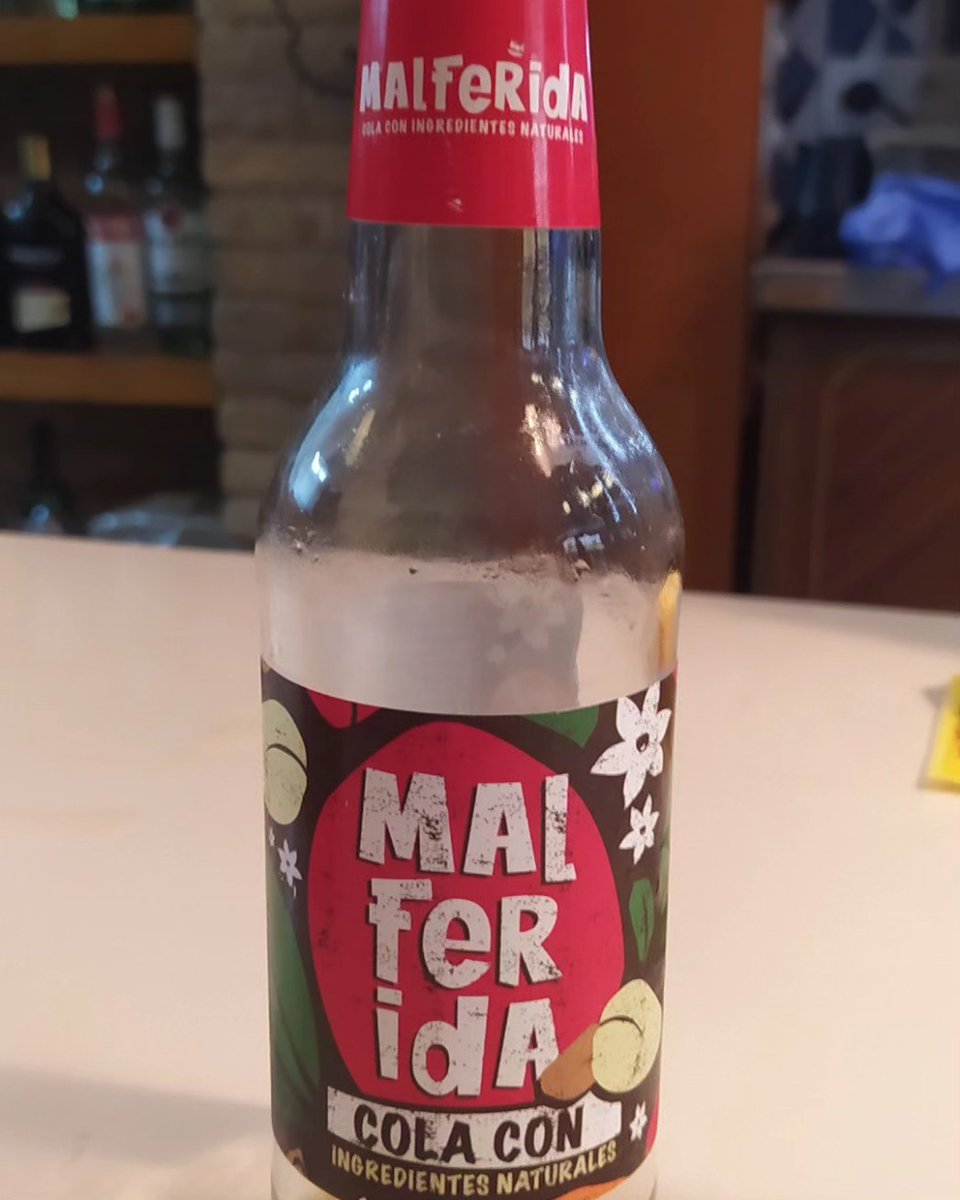 MALFeRidA
COLA CON INGREDIENTES NATURALES
MAL
FeR
idA
COLA CON
INGREDIENTES NATURALES